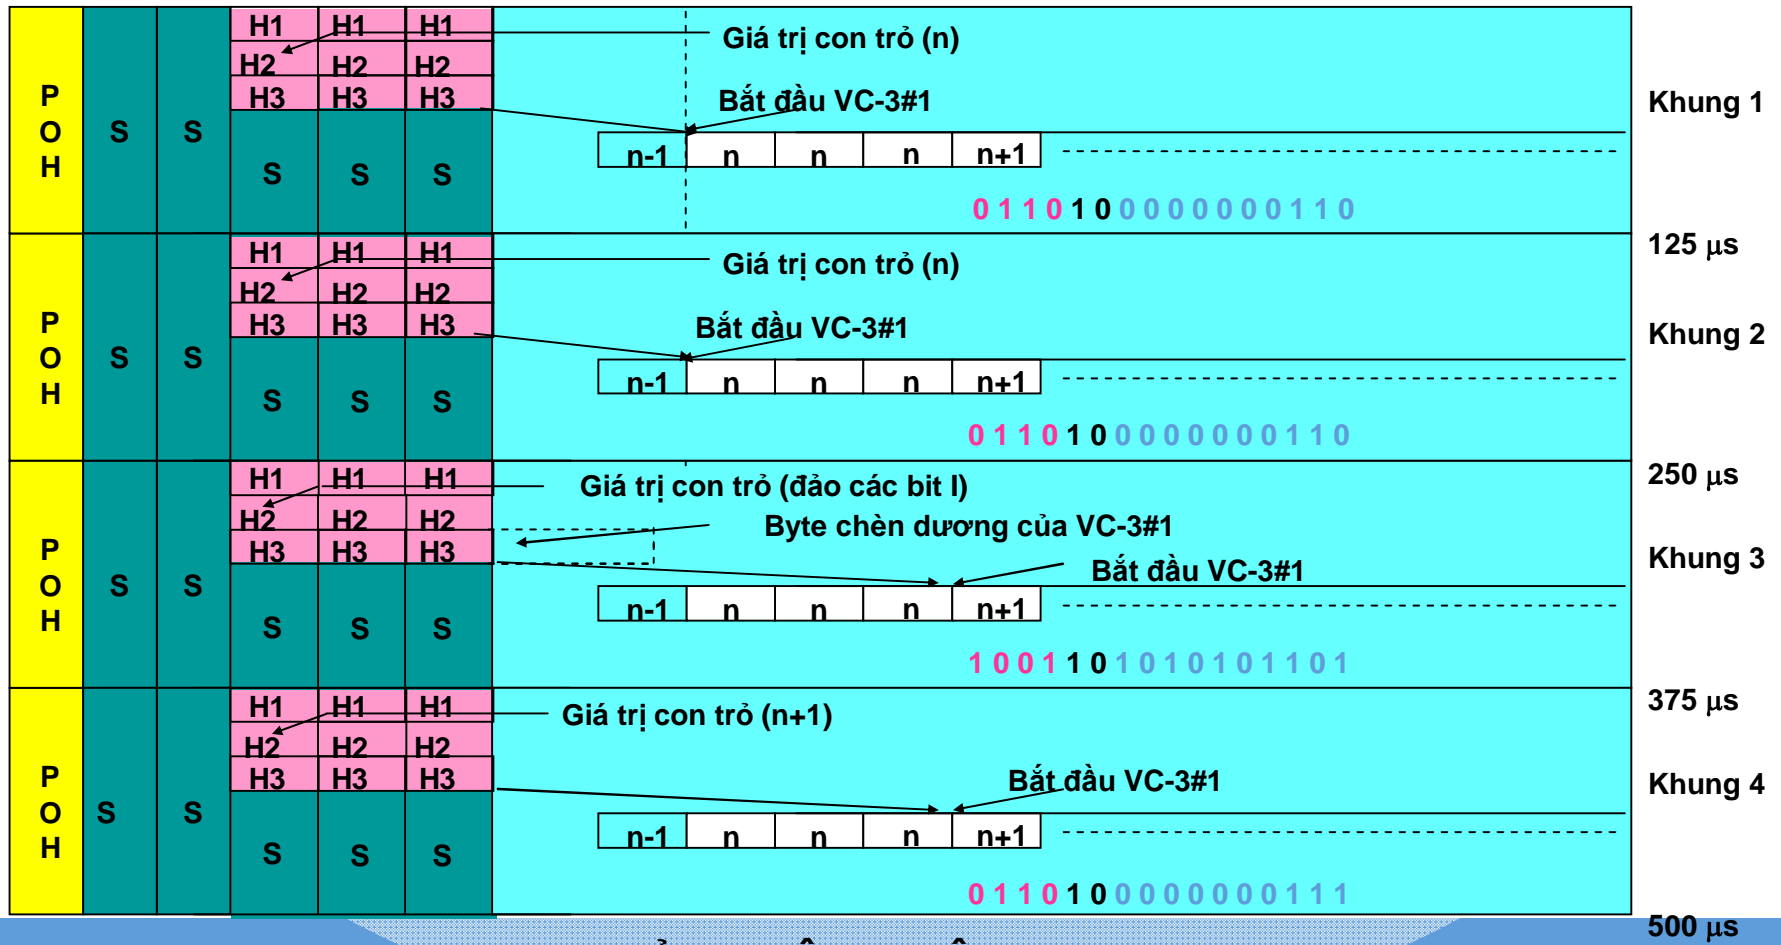 H1 H1 H1
Giá trị con trỏ (n)
H2 H2 H2
H3 H3 H3
Bắt đầu VC-3#1
Khung 1
P
O
H
S S
n-1 n n n n+1
S S S
0 1 1 0 1 0 0 0 0 0 0 0 0 1 1 0
125 μs
H1 H1 H1
Giá trị con trỏ (n)
H2 H2 H2
H3 H3 H3
Bắt đầu VC-3#1
Khung 2
P
O
H
S S
n-1 n n n n+1
S S S
0 1 1 0 1 0 0 0 0 0 0 0 0 1 1 0
250 μs
H1 H1 H1
Giá trị con trỏ (đảo các bit I)
H2 H2 H2
Byte chèn dương của VC-3#1
H3 H3 H3
Bắt đầu VC-3#1
Khung 3
P
O
H
S S
n-1 n n n n+1
S S S
1 0 0 1 1 0 1 0 1 0 1 0 1 1 0 1
375 μs
H1 H1 H1
Giá trị con trỏ (n+1)
H2 H2 H2
H3 H3 H3
Bắt đầu VC-3#1
Khung 4
P
O
H
S S
n-1 n n n n+1
S S S
0 1 1 0 1 0 0 0 0 0 0 0 0 1 1 1
500 μs